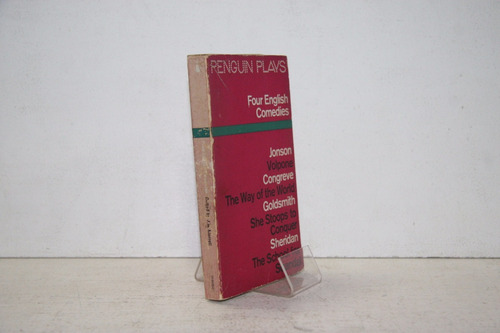 PENGUIN PLAYS
Four English
Comedies
Jonson
Volpone
Congreve
The Way of the World
Goldsmith
She Stoops to
Conquer
Sheridan
The School for